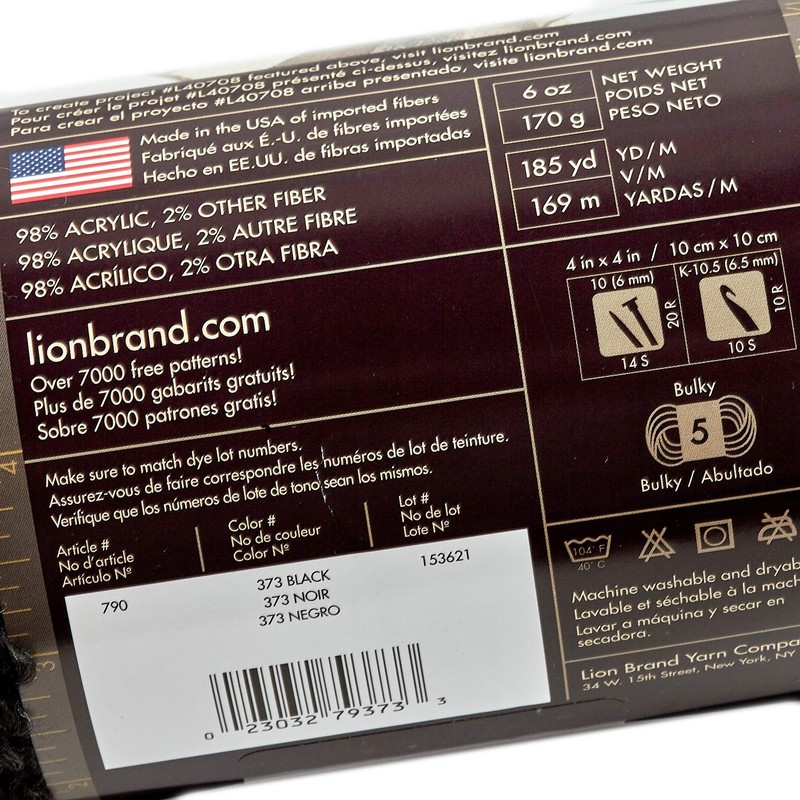 To create project #L40708 featured above, visit lionbrand.com
Pour créer le projet #L40708 présenté ci-dessus, visitez lionbrand.com
Para crear el proyecto #L40708 arriba presentado, visite lionbrand.com
Made in the USA of imported fibers
Fabriqué aux É.-U. de fibres importées
Hecho en EE.UU. de fibras importadas
98% ACRYLIC, 2% OTHER FIBER
98% ACRYLIQUE, 2% AUTRE FIBRE
98% ACRÍLICO, 2% OTRA FIBRA
lionbrand.com
Over 7000 free patterns!
Plus de 7000 gabarits gratuits!
Sobre 7000 patrones gratis!
Make sure to match dye lot numbers.
Assurez-vous de faire correspondre les numéros de lot de teinture.
Verifique que los números de lote de tono sean los mismos.
Article #
No d'article
Artículo Nº
Color #
No de couleur
Color Nº
Lot #
No de lot
Lote Nº
790
373 BLACK
373 NOIR
373 NEGRO
153621
0 23032 79373 3
6 oz
170 g
NET WEIGHT
POIDS NET
PESO NETO
185 yd
169 m
YD/M
V/M
YARDAS/M
4 in x 4 in / 10 cm x 10 cm
10 (6 mm)
20 R
14 S
K-10.5 (6.5 mm)
10 R
10 S
Bulky
5
Bulky / Abultado
104° F
40° C
Machine washable and dryab
Lavable et séchable à la mach
Lavar a máquina y secar en
secadora.
Lion Brand Yarn Compa
34 W. 15th Street, New York, NY
4
3
2